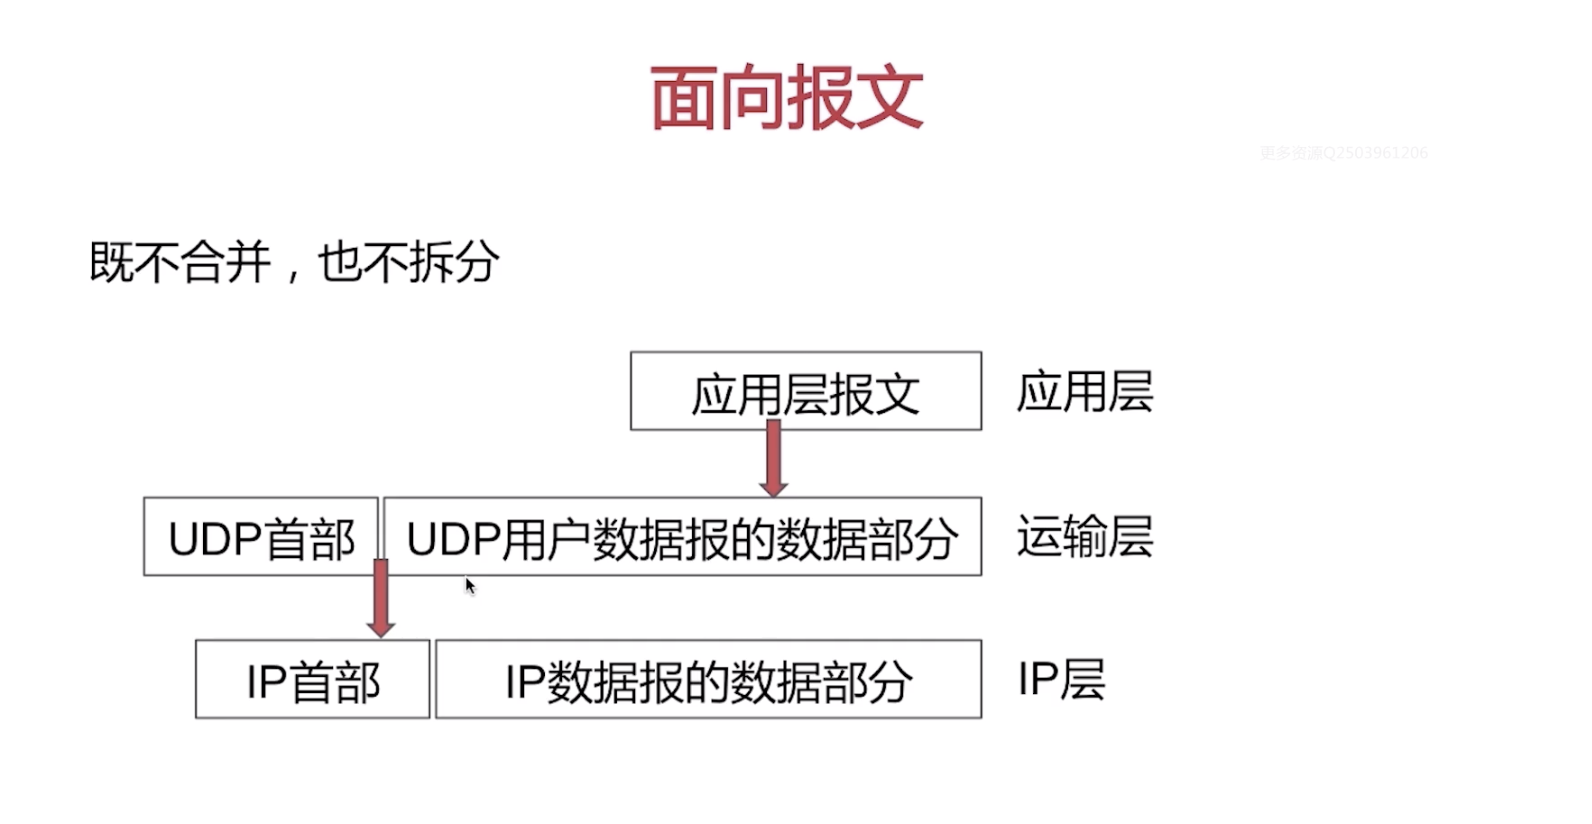 面向报文
更多资源Q2503961206
既不合并，也不拆分
应用层报文 应用层
UDP首部 UDP用户数据报的数据部分 运输层
IP首部 IP数据报的数据部分 IP层